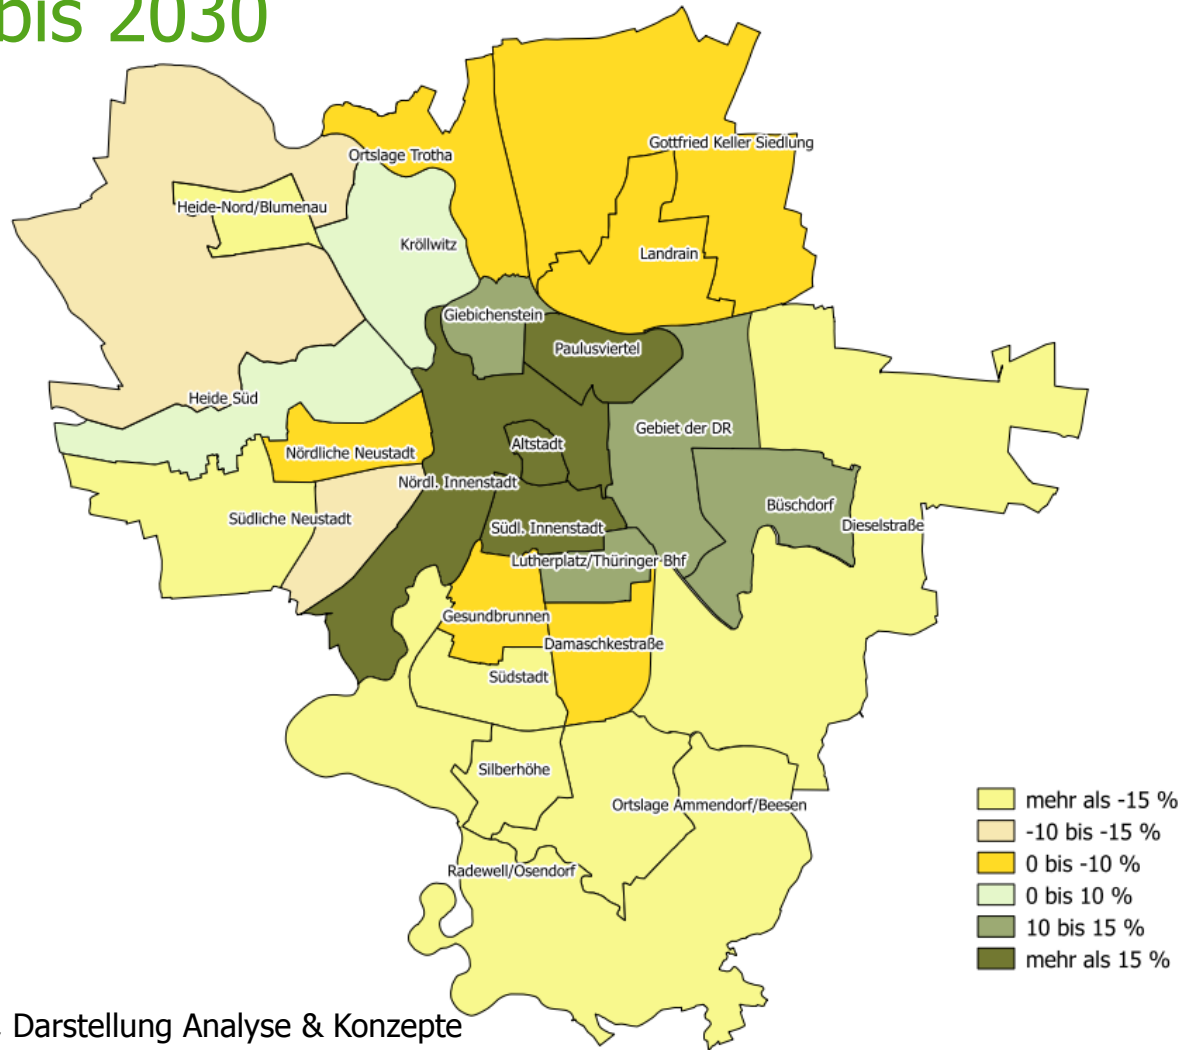 bis 2030
Gottfried Keller Siedlung
Ortslage Trotha
Heide-Nord/Blumenau
Kröllwitz
Landrain
Giebichenstein
Paulusviertel
Heide Süd
Gebiet der DR
Altstadt
Nördliche Neustadt
Nördl. Innenstadt
Büschdorf
Südliche Neustadt
Südl. Innenstadt
Dieselstraße
Lutherplatz/Thüringer Bhf
Gesundbrunnen
Damaschkestraße
Südstadt
Silberhöhe
Ortslage Ammendorf/Beesen
Radewell/Osendorf
mehr als -15 %
-10 bis -15 %
0 bis -10 %
0 bis 10 %
10 bis 15 %
mehr als 15 %
Darstellung Analyse & Konzepte